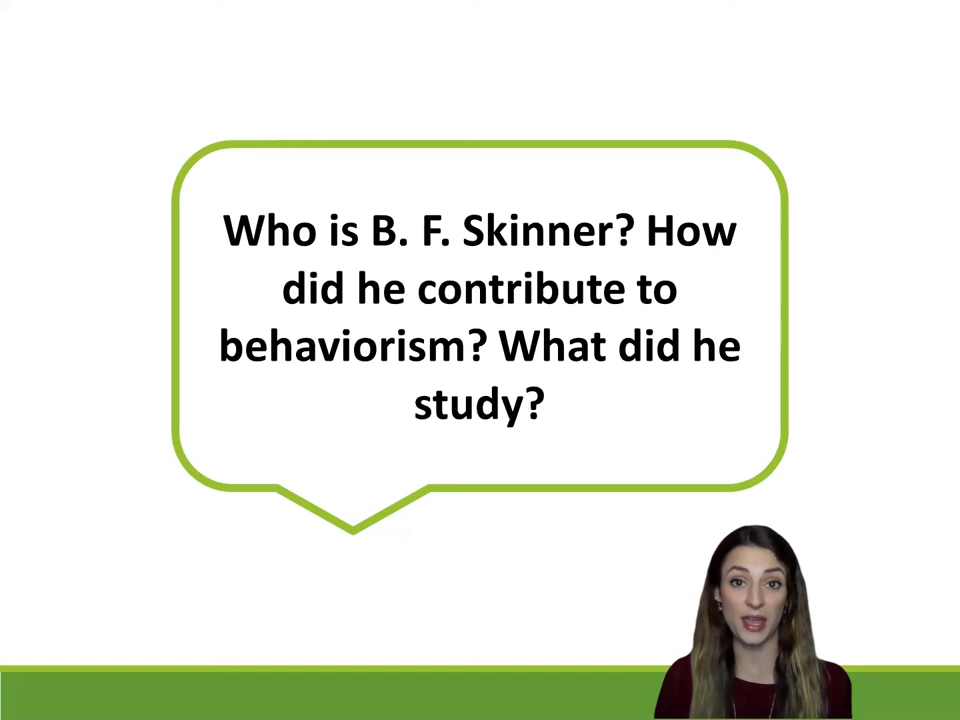 Who is B. F. Skinner? How
did he contribute to
behaviorism? What did he
study?